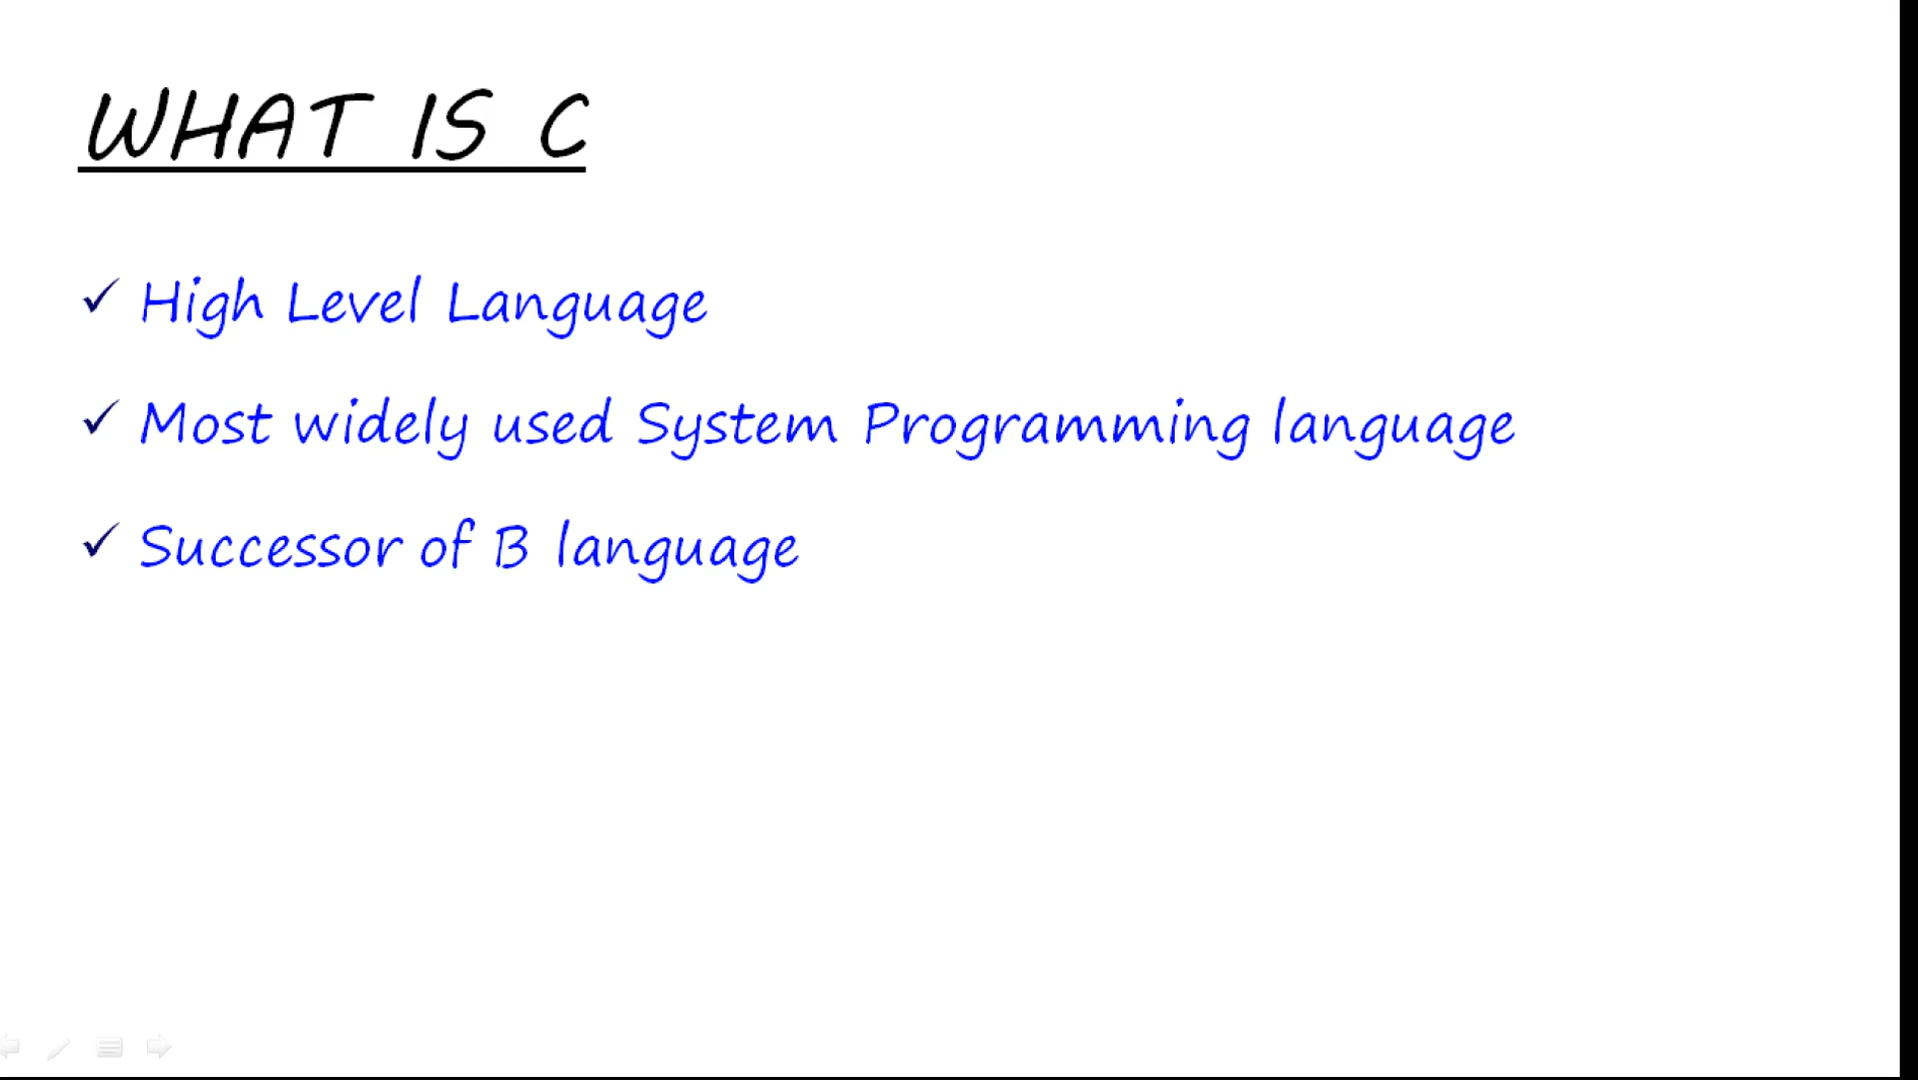 WHAT IS C
✓ High Level Language
✓ Most widely used System Programming language
✓ Successor of B language